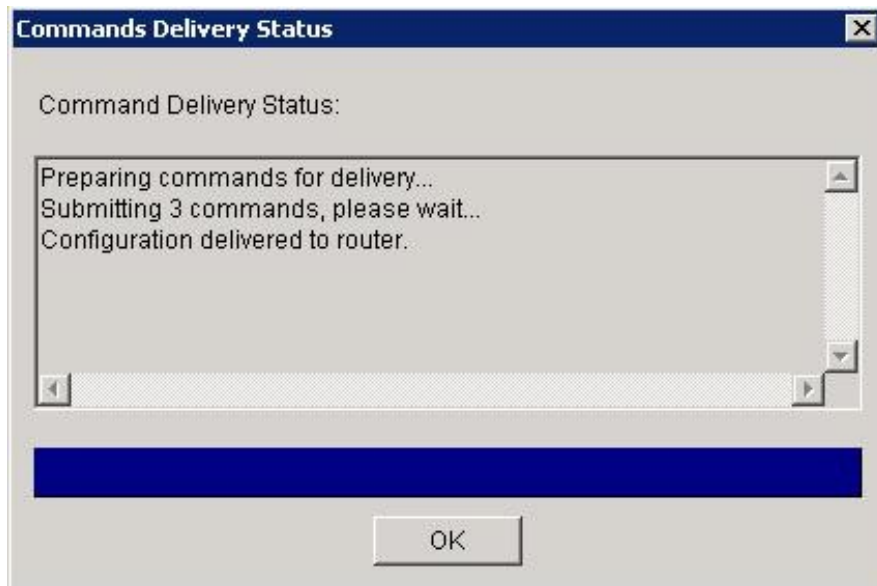 Commands Delivery Status
Command Delivery Status:
Preparing commands for delivery...
Submitting 3 commands, please wait...
Configuration delivered to router.
OK